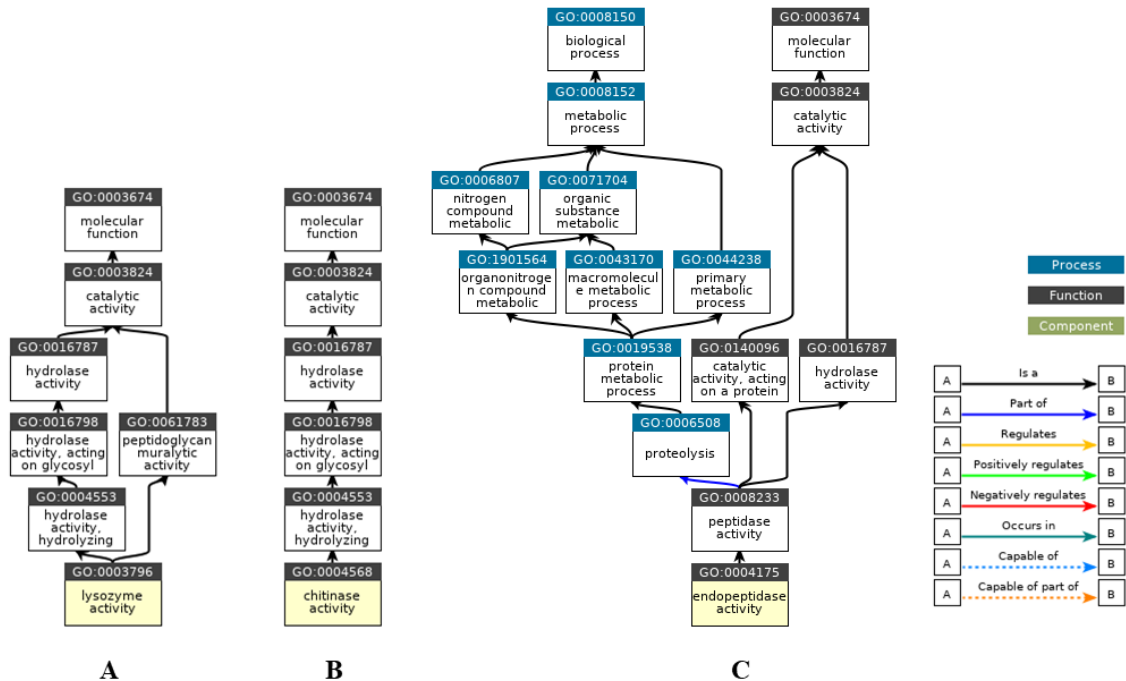 GO:0003674
molecular
function
GO:0003824
catalytic
activity
GO:0016787
hydrolase
activity
GO:0016798
hydrolase
activity, acting
on glycosyl
GO:0061783
peptidoglycan
muralytic
activity
GO:0004553
hydrolase
activity,
hydrolyzing
GO:0003796
lysozyme
activity
A
GO:0003674
molecular
function
GO:0003824
catalytic
activity
GO:0016787
hydrolase
activity
GO:0016798
hydrolase
activity, acting
on glycosyl
GO:0004553
hydrolase
activity,
hydrolyzing
GO:0004568
chitinase
activity
B
GO:0008150
biological
process
GO:0003674
molecular
function
GO:0008152
metabolic
process
GO:0003824
catalytic
activity
GO:0006807
nitrogen
compound
metabolic
GO:0071704
organic
substance
metabolic
GO:1901564
organonitroge
n compound
metabolic
GO:0043170
macromolecul
e metabolic
process
GO:0044238
primary
metabolic
process
GO:0019538
protein
metabolic
process
GO:0140096
catalytic
activity, acting
on a protein
GO:0016787
hydrolase
activity
GO:0006508
proteolysis
GO:0008233
peptidase
activity
GO:0004175
endopeptidase
activity
C
Process
Function
Component
A Is a B
A Part of B
A Regulates B
A Positively regulates B
A Negatively regulates B
A Occurs in B
A Capable of B
A Capable of part of B